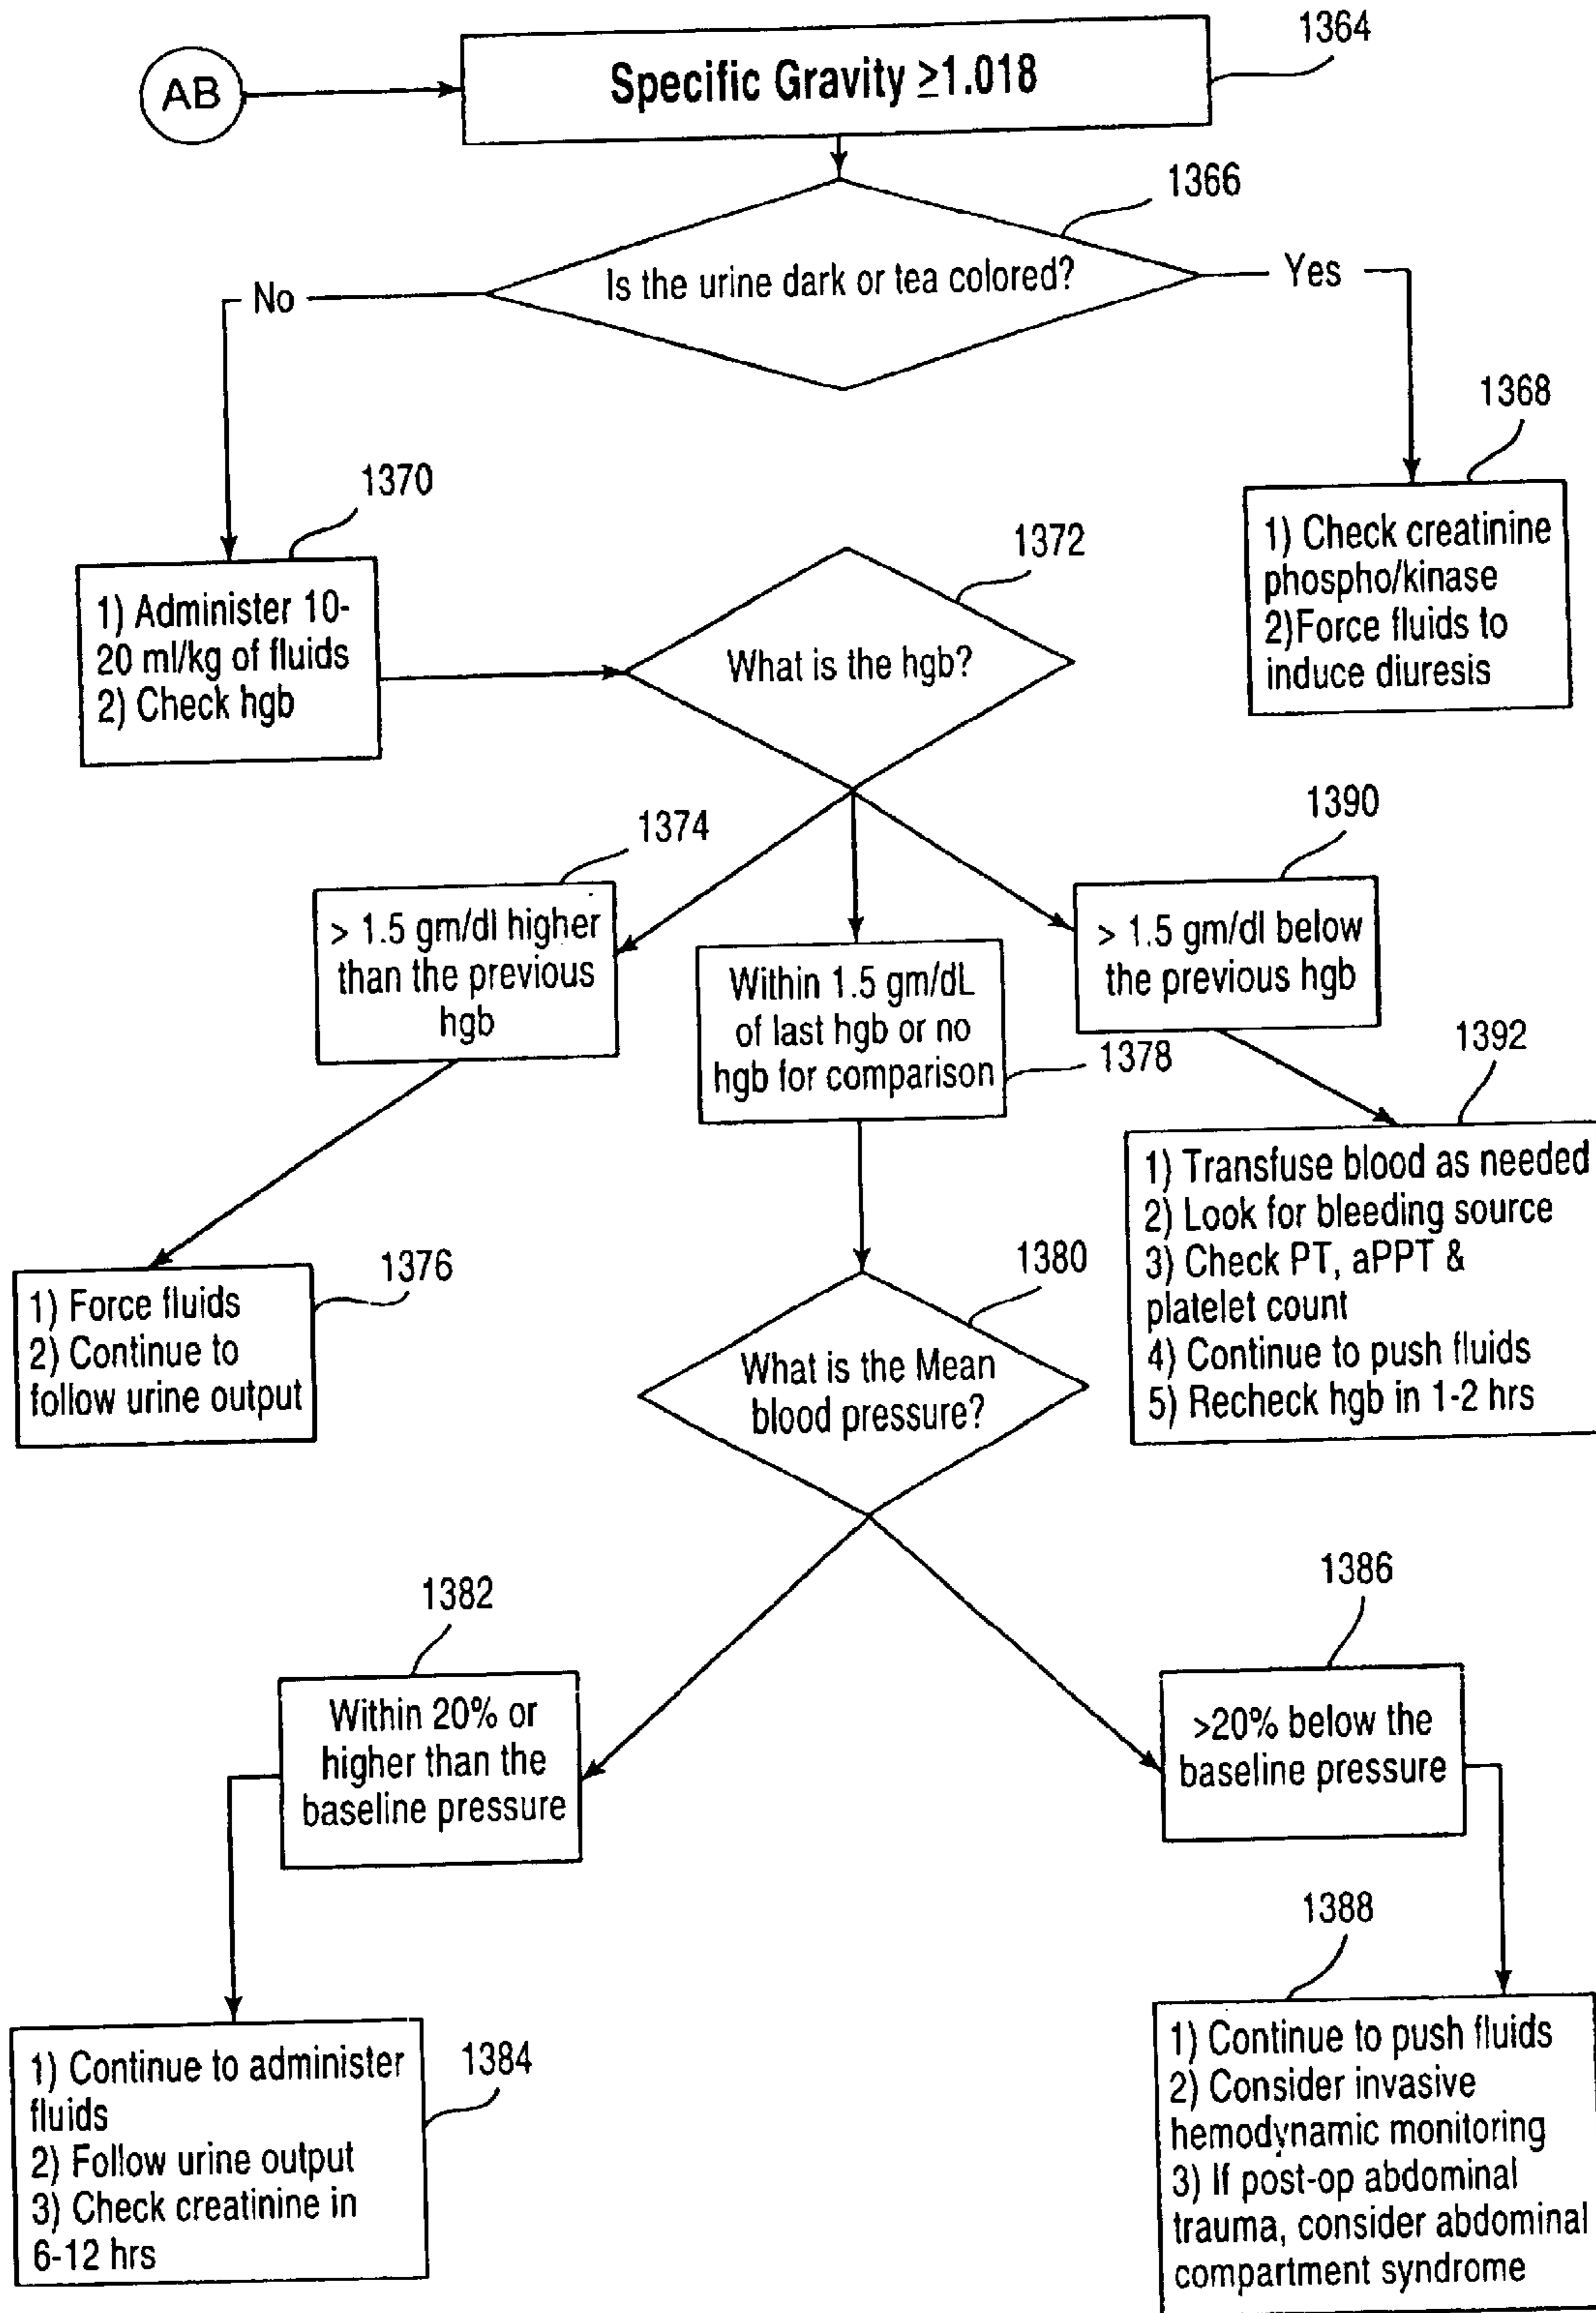 AB
Specific Gravity ≥1.018
1364
1366
Is the urine dark or tea colored?
No
Yes
1368
1) Check creatinine
phospho/kinase
2)Force fluids to
induce diuresis
1370
1) Administer 10-
20 ml/kg of fluids
2) Check hgb
1372
What is the hgb?
1374
> 1.5 gm/dl higher
than the previous
hgb
1390
> 1.5 gm/dl below
the previous hgb
Within 1.5 gm/dL
of last hgb or no
hgb for comparison
1378
1392
1) Transfuse blood as needed
2) Look for bleeding source
3) Check PT, aPPT &
platelet count
4) Continue to push fluids
5) Recheck hgb in 1-2 hrs
1376
1) Force fluids
2) Continue to
follow urine output
1380
What is the Mean
blood pressure?
1382
Within 20% or
higher than the
baseline pressure
1386
>20% below the
baseline pressure
1384
1) Continue to administer
fluids
2) Follow urine output
3) Check creatinine in
6-12 hrs
1388
1) Continue to push fluids
2) Consider invasive
hemodynamic monitoring
3) If post-op abdominal
trauma, consider abdominal
compartment syndrome